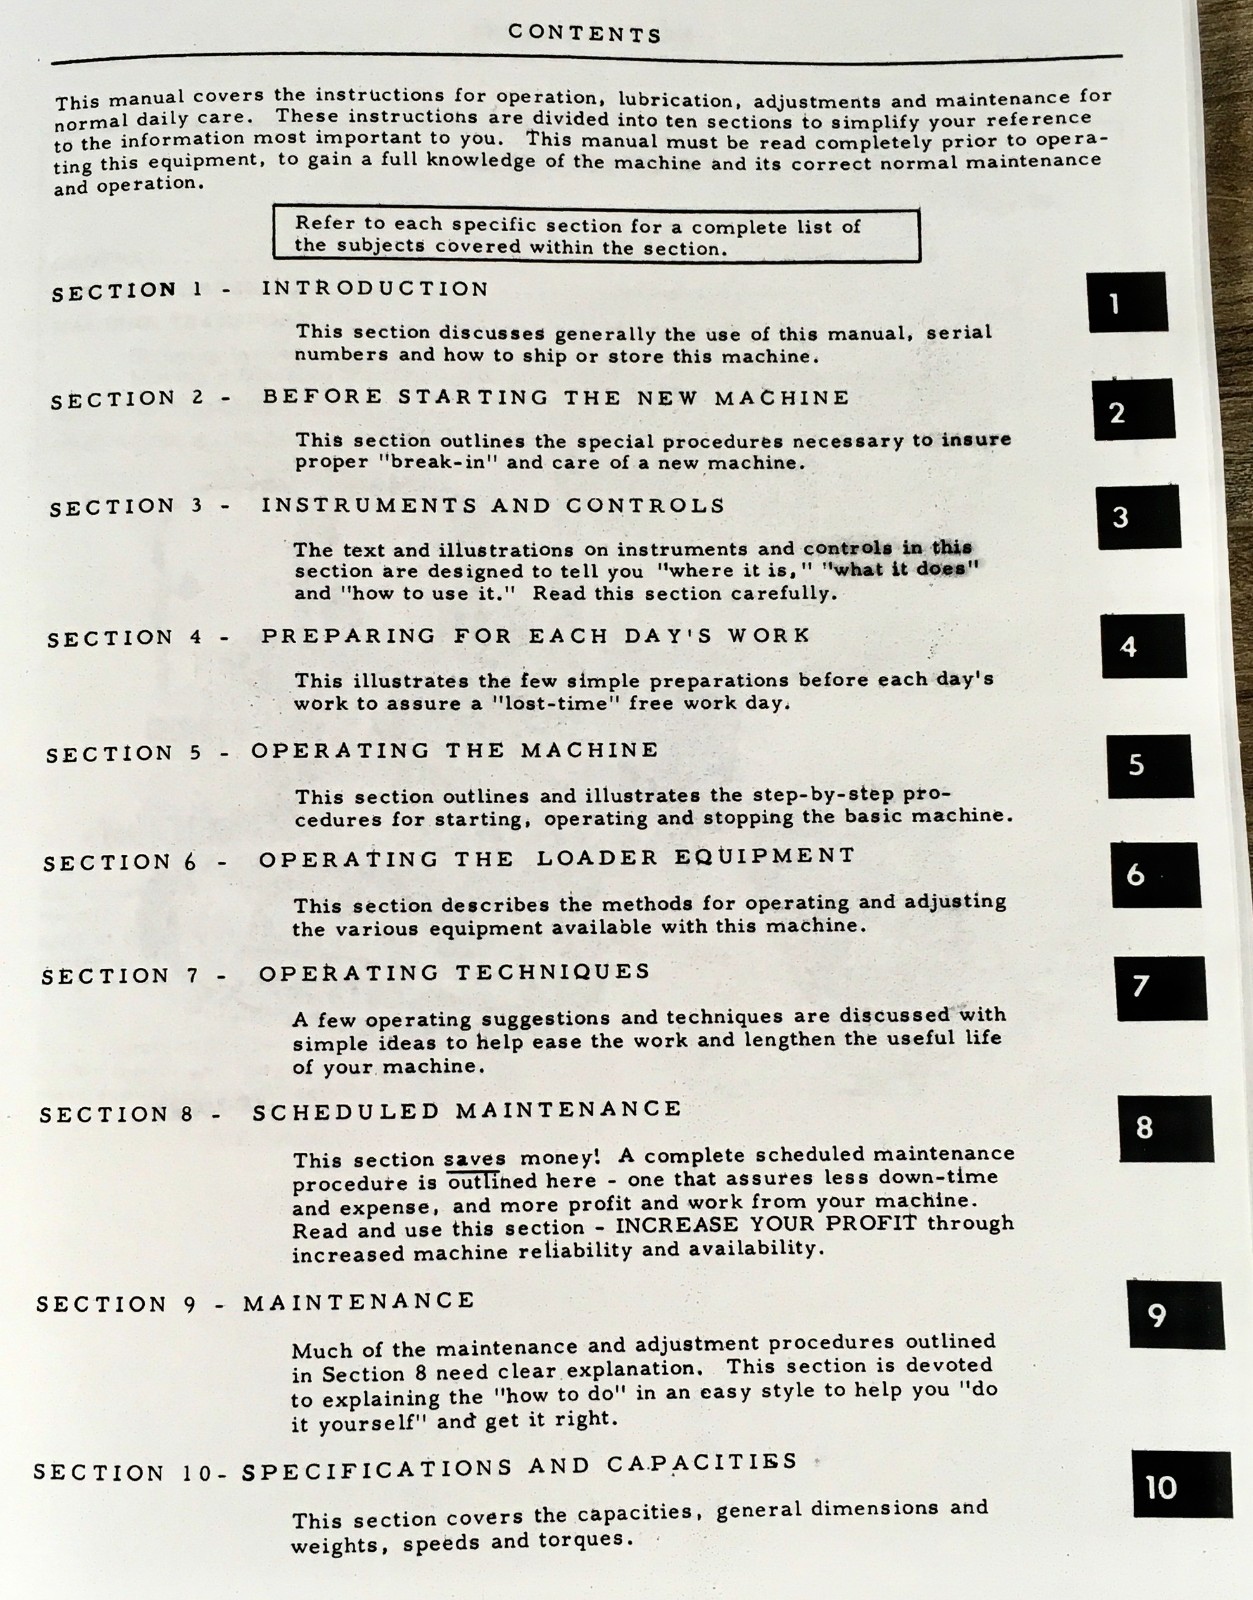 CONTENTS
This manual covers the instructions for operation, lubrication, adjustments and maintenance for
normal daily care. These instructions are divided into ten sections to simplify your reference
to the information most important to you. This manual must be read completely prior to opera-
ting this equipment, to gain a full knowledge of the machine and its correct normal maintenance
and operation.
Refer to each specific section for a complete list of
the subjects covered within the section.
SECTION 1 - INTRODUCTION
1
This section discusses generally the use of this manual, serial
numbers and how to ship or store this machine.
SECTION 2 - BEFORE STARTING THE NEW MACHINE
2
This section outlines the special procedures necessary to insure
proper "break-in" and care of a new machine.
SECTION 3 - INSTRUMENTS AND CONTROLS
3
The text and illustrations on instruments and controls in this
section are designed to tell you "where it is," "what it does"
and "how to use it." Read this section carefully.
SECTION 4 - PREPARING FOR EACH DAY'S WORK
4
This illustrates the few simple preparations before each day's
work to assure a "lost-time" free work day.
SECTION 5 - OPERATING THE MACHINE
5
This section outlines and illustrates the step-by-step pro-
cedures for starting, operating and stopping the basic machine.
SECTION 6 - OPERATING THE LOADER EQUIPMENT
6
This section describes the methods for operating and adjusting
the various equipment available with this machine.
SECTION 7 - OPERATING TECHNIQUES
7
A few operating suggestions and techniques are discussed with
simple ideas to help ease the work and lengthen the useful life
of your machine.
SECTION 8 - SCHEDULED MAINTENANCE
8
This section saves money! A complete scheduled maintenance
procedure is outlined here - one that assures less down-time
and expense, and more profit and work from your machine.
Read and use this section - INCREASE YOUR PROFIT through
increased machine reliability and availability.
SECTION 9 - MAINTENANCE
9
Much of the maintenance and adjustment procedures outlined
in Section 8 need clear explanation. This section is devoted
to explaining the "how to do" in an easy style to help you "do
it yourself" and get it right.
SECTION 10- SPECIFICATIONS AND CAPACITIES
10
This section covers the capacities, general dimensions and
weights, speeds and torques.